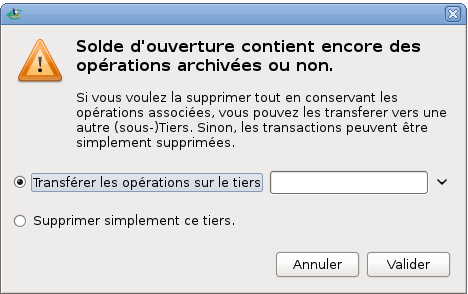 Solde d'ouverture contient encore des
opérations archivées ou non.
Si vous voulez la supprimer tout en conservant les
opérations associées, vous pouvez les transferer vers une
autre (sous-)Tiers. Sinon, les transactions peuvent être
simplement supprimées.
Transférer les opérations sur le tiers
Supprimer simplement ce tiers.
Annuler
Valider